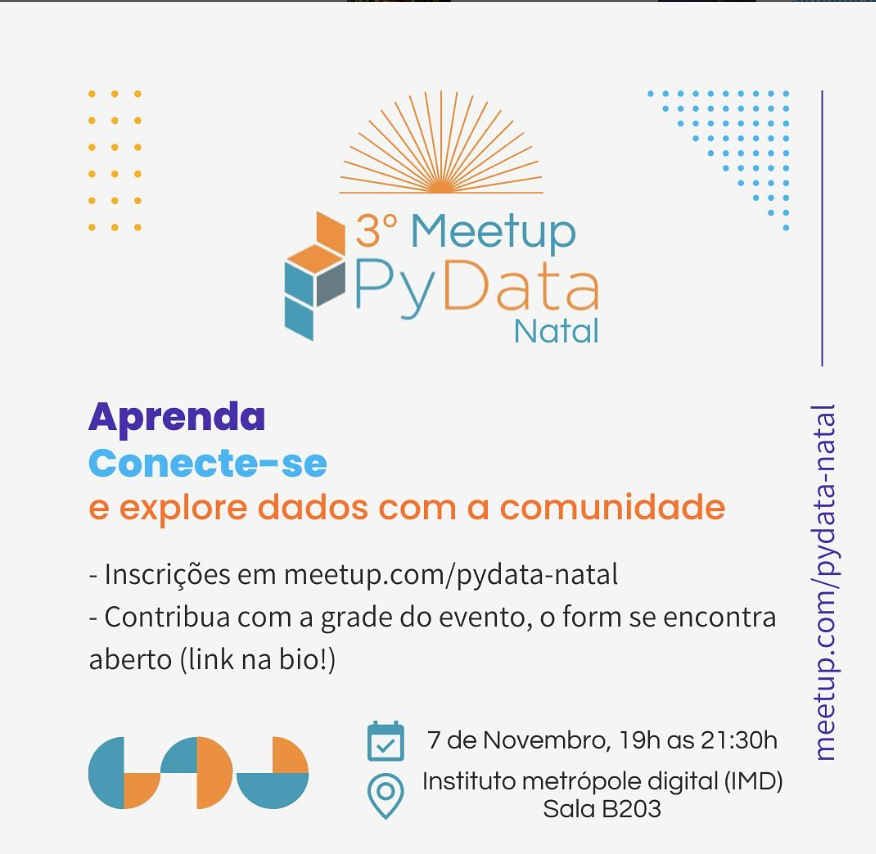 3º Meetup
PyData
Natal
Aprenda
Conecte-se
e explore dados com a comunidade
- Inscrições em meetup.com/pydata-natal
- Contribua com a grade do evento, o form se encontra
aberto (link na bio!)
7 de Novembro, 19h as 21:30h
Instituto metrópole digital (IMD)
Sala B203
meetup.com/pydata-natal